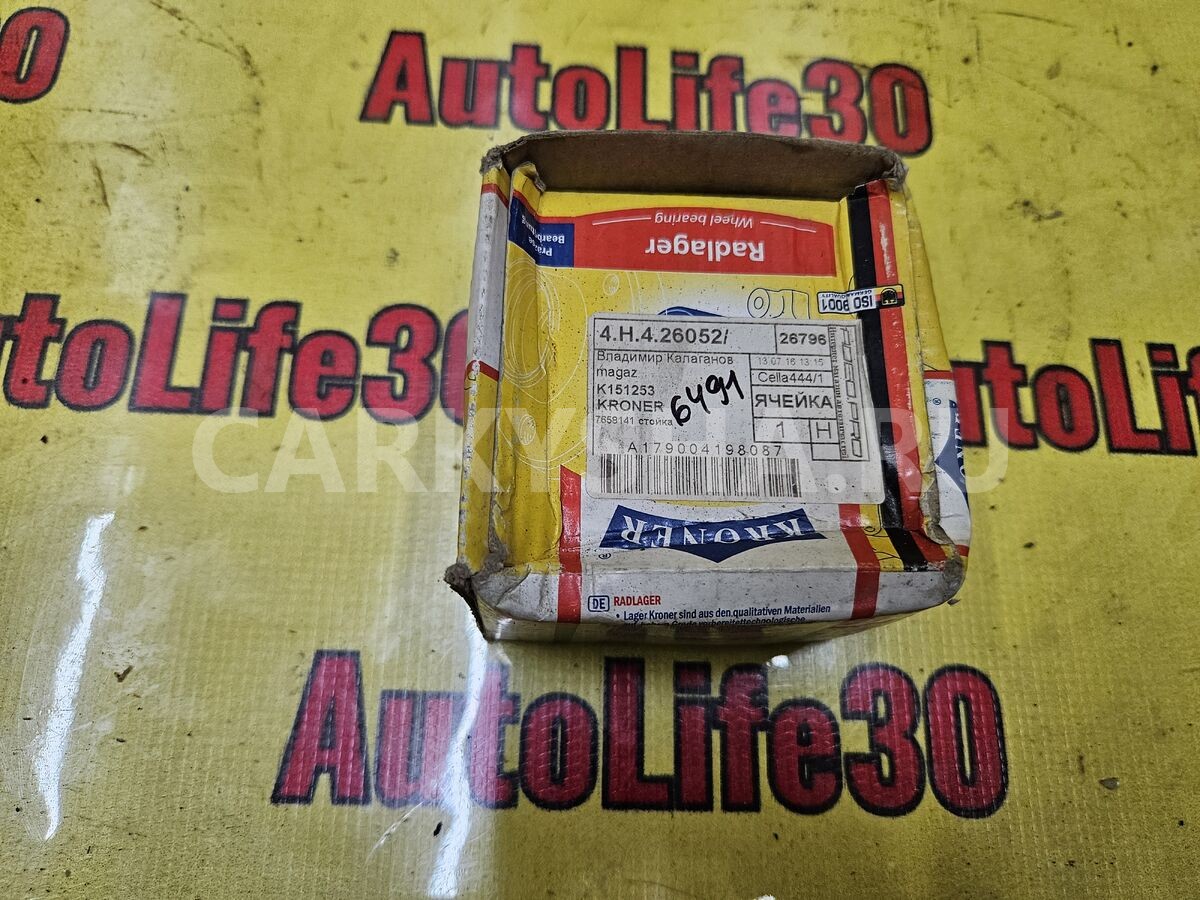 AutoLife30
Wheel bearing
Radlager
ISO 9001
4.H.4.26052/
26796
Владимир Калаганов
13.07.16 13:15
magaz
Cella444/1
K151253
KRONER
ЯЧЕЙКА
7659141 стойка
6491
1 H
A179004198087
AutoLife30
CARKYSHA.RU
KRONER
DE RADLAGER
• Lager Kroner sind aus den qualitativen Materialien
AutoLife30